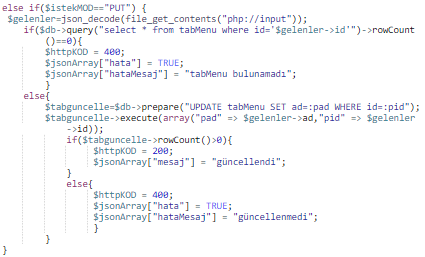 else if($istekMOD=="PUT") {
$gelenler=json_decode(file_get_contents("php://input"));
if($db->query("select * from tabMenu where id='$gelenler->id'")->rowCount
()==0){
$httpKOD = 400;
$jsonArray["hata"] = TRUE;
$jsonArray["hataMesaj"] = "tabMenu bulunamadı";
}
else{
$tabguncelle=$db->prepare("UPDATE tabMenu SET ad=:pad WHERE id=:pid");
$tabguncelle->execute(array("pad" => $gelenler->ad,"pid" => $gelenler
->id));
if($tabguncelle->rowCount()>0){
$httpKOD = 200;
$jsonArray["mesaj"] = "güncellendi";
}
else{
$httpKOD = 400;
$jsonArray["hata"] = TRUE;
$jsonArray["hataMesaj"] = "güncellenmedi";
}
}
}